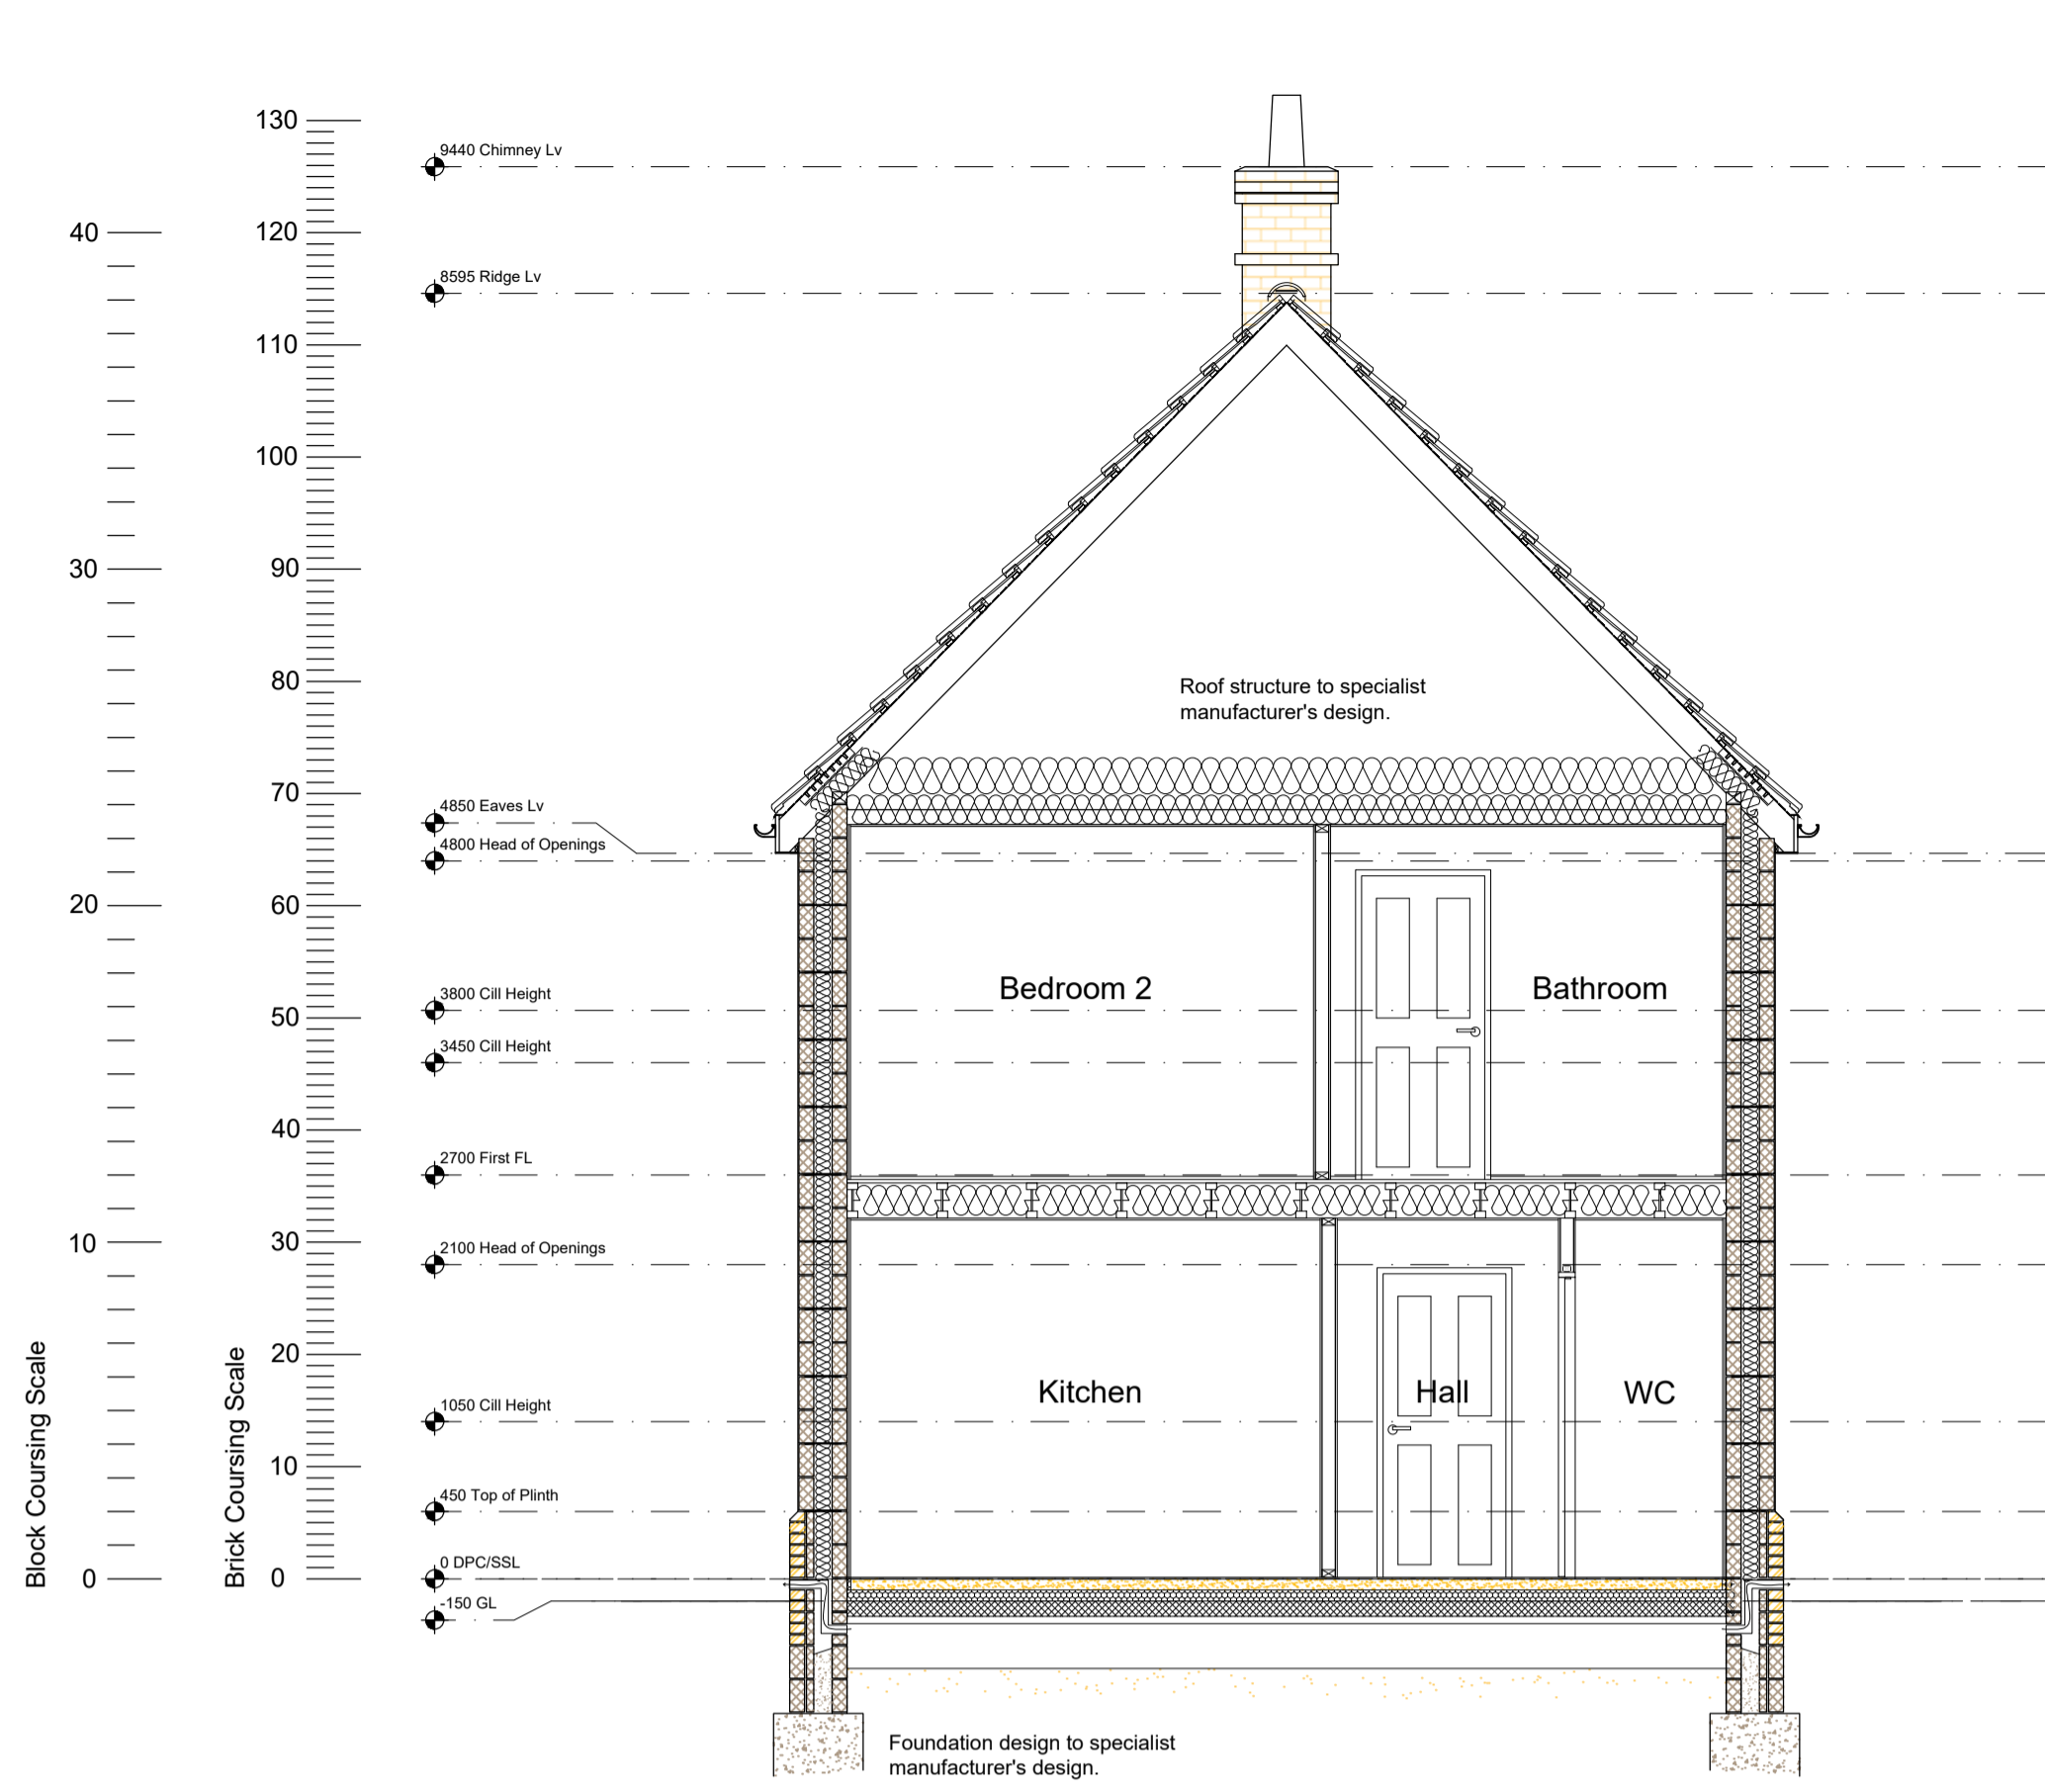 130
9440 Chimney Lv
40
120
8595 Ridge Lv
110
100
30
90
80
Roof structure to specialist
manufacturer's design.
70
4850 Eaves Lv
4800 Head of Openings
20
60
3800 Cill Height
Bedroom 2
Bathroom
50
3450 Cill Height
40
2700 First FL
10
30
2100 Head of Openings
20
1050 Cill Height
Kitchen
Hall
WC
10
450 Top of Plinth
Block Coursing Scale
Brick Coursing Scale
0
0
0 DPC/SSL
-150 GL
Foundation design to specialist
manufacturer's design.